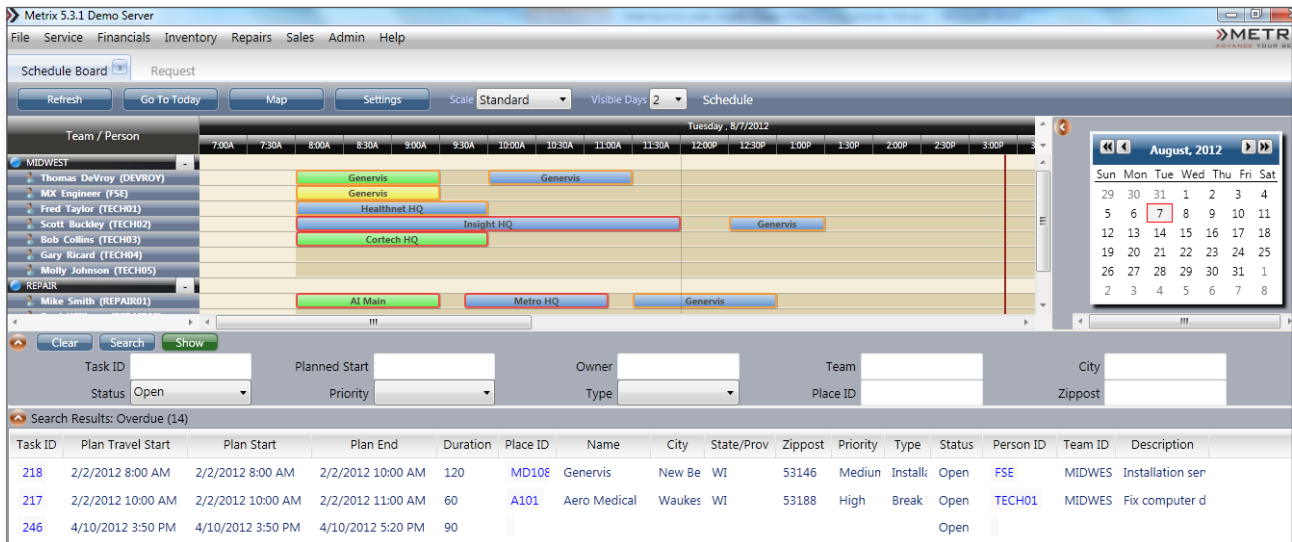 Metrix 5.3.1 Demo Server
File Service Financials Inventory Repairs Sales Admin Help
METR
ADVANCE YOUR SE
Schedule Board Request
Refresh Go To Today Map Settings Scale Standard Visible Days 2 Schedule
Team / Person
Tuesday , 8/7/2012
7:00A 7:30A 8:00A 8:30A 9:00A 9:30A 10:00A 10:30A 11:00A 11:30A 12:00P 12:30P 1:00P 1:30P 2:00P 2:30P 3:00P 3
MIDWEST
Thomas DeVroy (DEVROY) Genervis Genervis
MX Engineer (FSE) Genervis
Fred Taylor (TECH01) Healthnet HQ
Scott Buckley (TECH02) Insight HQ Genervis
Bob Collins (TECH03) Cortech HQ
Gary Ricard (TECH04)
Molly Johnson (TECH05)
REPAIR
Mike Smith (REPAIR01) AI Main Metro HQ Genervis
August, 2012
Sun Mon Tue Wed Thu Fri Sat
29 30 31 1 2 3 4
5 6 7 8 9 10 11
12 13 14 15 16 17 18
19 20 21 22 23 24 25
26 27 28 29 30 31 1
2 3 4 5 6 7 8
Clear Search Show
Task ID Planned Start Owner Team City
Status Open Priority Type Place ID Zippost
Search Results: Overdue (14)
Task ID Plan Travel Start Plan Start Plan End Duration Place ID Name City State/Prov Zippost Priority Type Status Person ID Team ID Description
218 2/2/2012 8:00 AM 2/2/2012 8:00 AM 2/2/2012 10:00 AM 120 MD108 Genervis New Be WI 53146 Mediun Installa Open FSE MIDWES Installation ser
217 2/2/2012 10:00 AM 2/2/2012 10:00 AM 2/2/2012 11:00 AM 60 A101 Aero Medical Waukes WI 53188 High Break Open TECH01 MIDWES Fix computer d
246 4/10/2012 3:50 PM 4/10/2012 3:50 PM 4/10/2012 5:20 PM 90 Open